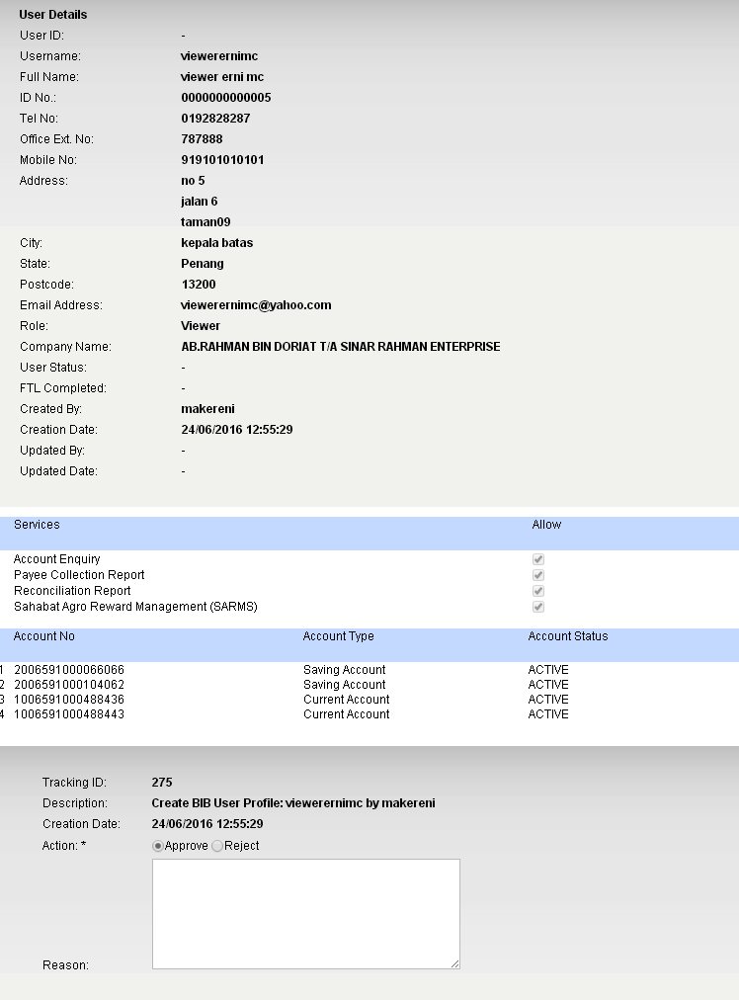 User Details
User ID: -
Username: viewerernimc
Full Name: viewer erni mc
ID No.: 0000000000005
Tel No: 0192828287
Office Ext. No: 787888
Mobile No: 919101010101
Address: no 5
jalan 6
taman09
City: kepala batas
State: Penang
Postcode: 13200
Email Address: viewerernimc@yahoo.com
Role: Viewer
Company Name: AB.RAHMAN BIN DORIAT T/A SINAR RAHMAN ENTERPRISE
User Status: -
FTL Completed: -
Created By: makereni
Creation Date: 24/06/2016 12:55:29
Updated By: -
Updated Date: -
Services Allow
Account Enquiry
Payee Collection Report
Reconciliation Report
Sahabat Agro Reward Management (SARMS)
Account No Account Type Account Status
1 2006591000066066 Saving Account ACTIVE
2 2006591000104062 Saving Account ACTIVE
3 1006591000488436 Current Account ACTIVE
4 1006591000488443 Current Account ACTIVE
Tracking ID: 275
Description: Create BIB User Profile: viewerernimc by makereni
Creation Date: 24/06/2016 12:55:29
Action: * Approve Reject
Reason: